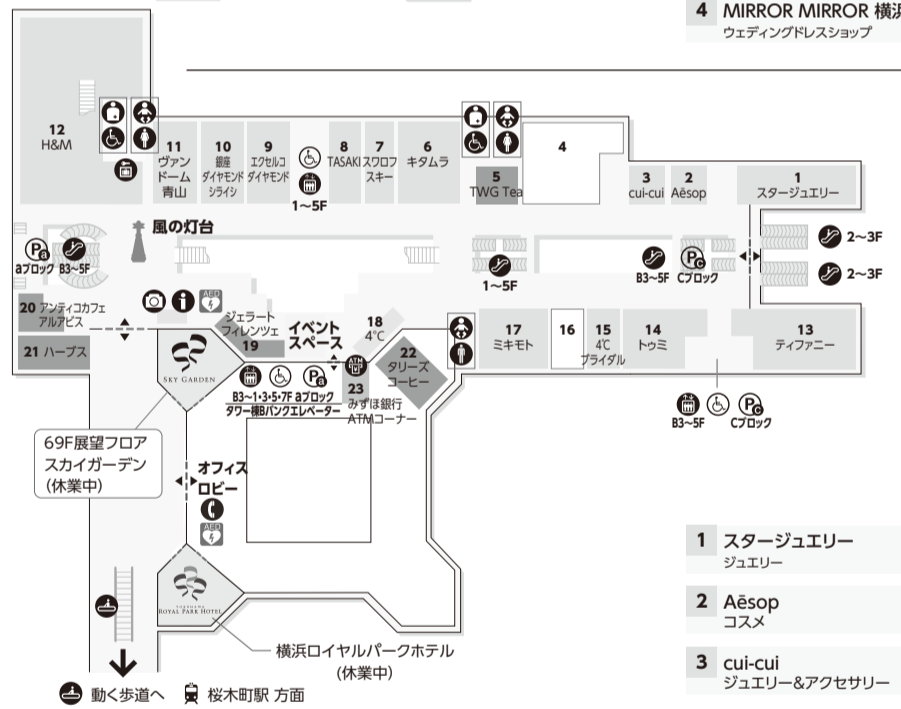 4 MIRROR MIRROR 横浜
ウェディングドレスショップ
12
H&M
11
ヴァン
ドーム
青山
10
銀座
ダイヤモンド
シライシ
9
エクセルコ
ダイヤモンド
1〜5F
8
TASAKI
7
スワロフ
スキー
6
キタムラ
5
TWG Tea
4
3
cui-cui
2
Aēsop
1
スタージュエリー
風の灯台
Pa
aブロック
B3〜5F
1〜5F
B3〜5F
Pc
Cブロック
2〜3F
2〜3F
20 アンティコカフェ
アルアビス
21 ハーブス
i
AED
ジェラート
フィレンツェ
19
イベント
スペース
18
4℃
22
タリーズ
コーヒー
ATM
23
みずほ銀行
ATMコーナー
17
ミキモト
16
15
4℃
ブライダル
14
トゥミ
13
ティファニー
SKY GARDEN
Pa
B3〜1・3・5・7F aブロック
タワー棟Bバンクエレベーター
Pc
B3〜5F
Cブロック
69F展望フロア
スカイガーデン
(休業中)
オフィス
ロビー
AED
YOKOHAMA
ROYAL PARK HOTEL
横浜ロイヤルパークホテル
(休業中)
動く歩道へ
桜木町駅 方面
1 スタージュエリー
ジュエリー
2 Aēsop
コスメ
3 cui-cui
ジュエリー&アクセサリー